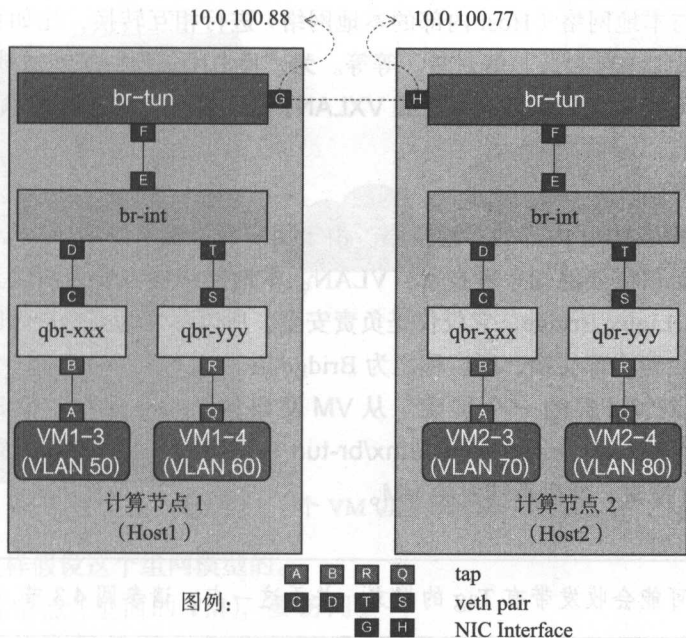 10.0.100.88 10.0.100.77
br-tun G H br-tun
F F
E E
br-int br-int
D T D T
C S C S
qbr-xxx qbr-yyy qbr-xxx qbr-yyy
B R B R
A Q A Q
VM1-3 VM1-4 VM2-3 VM2-4
(VLAN 50) (VLAN 60) (VLAN 70) (VLAN 80)
计算节点 1 计算节点 2
(Host1) (Host2)
A B R Q tap
图例: C D T S veth pair
G H NIC Interface